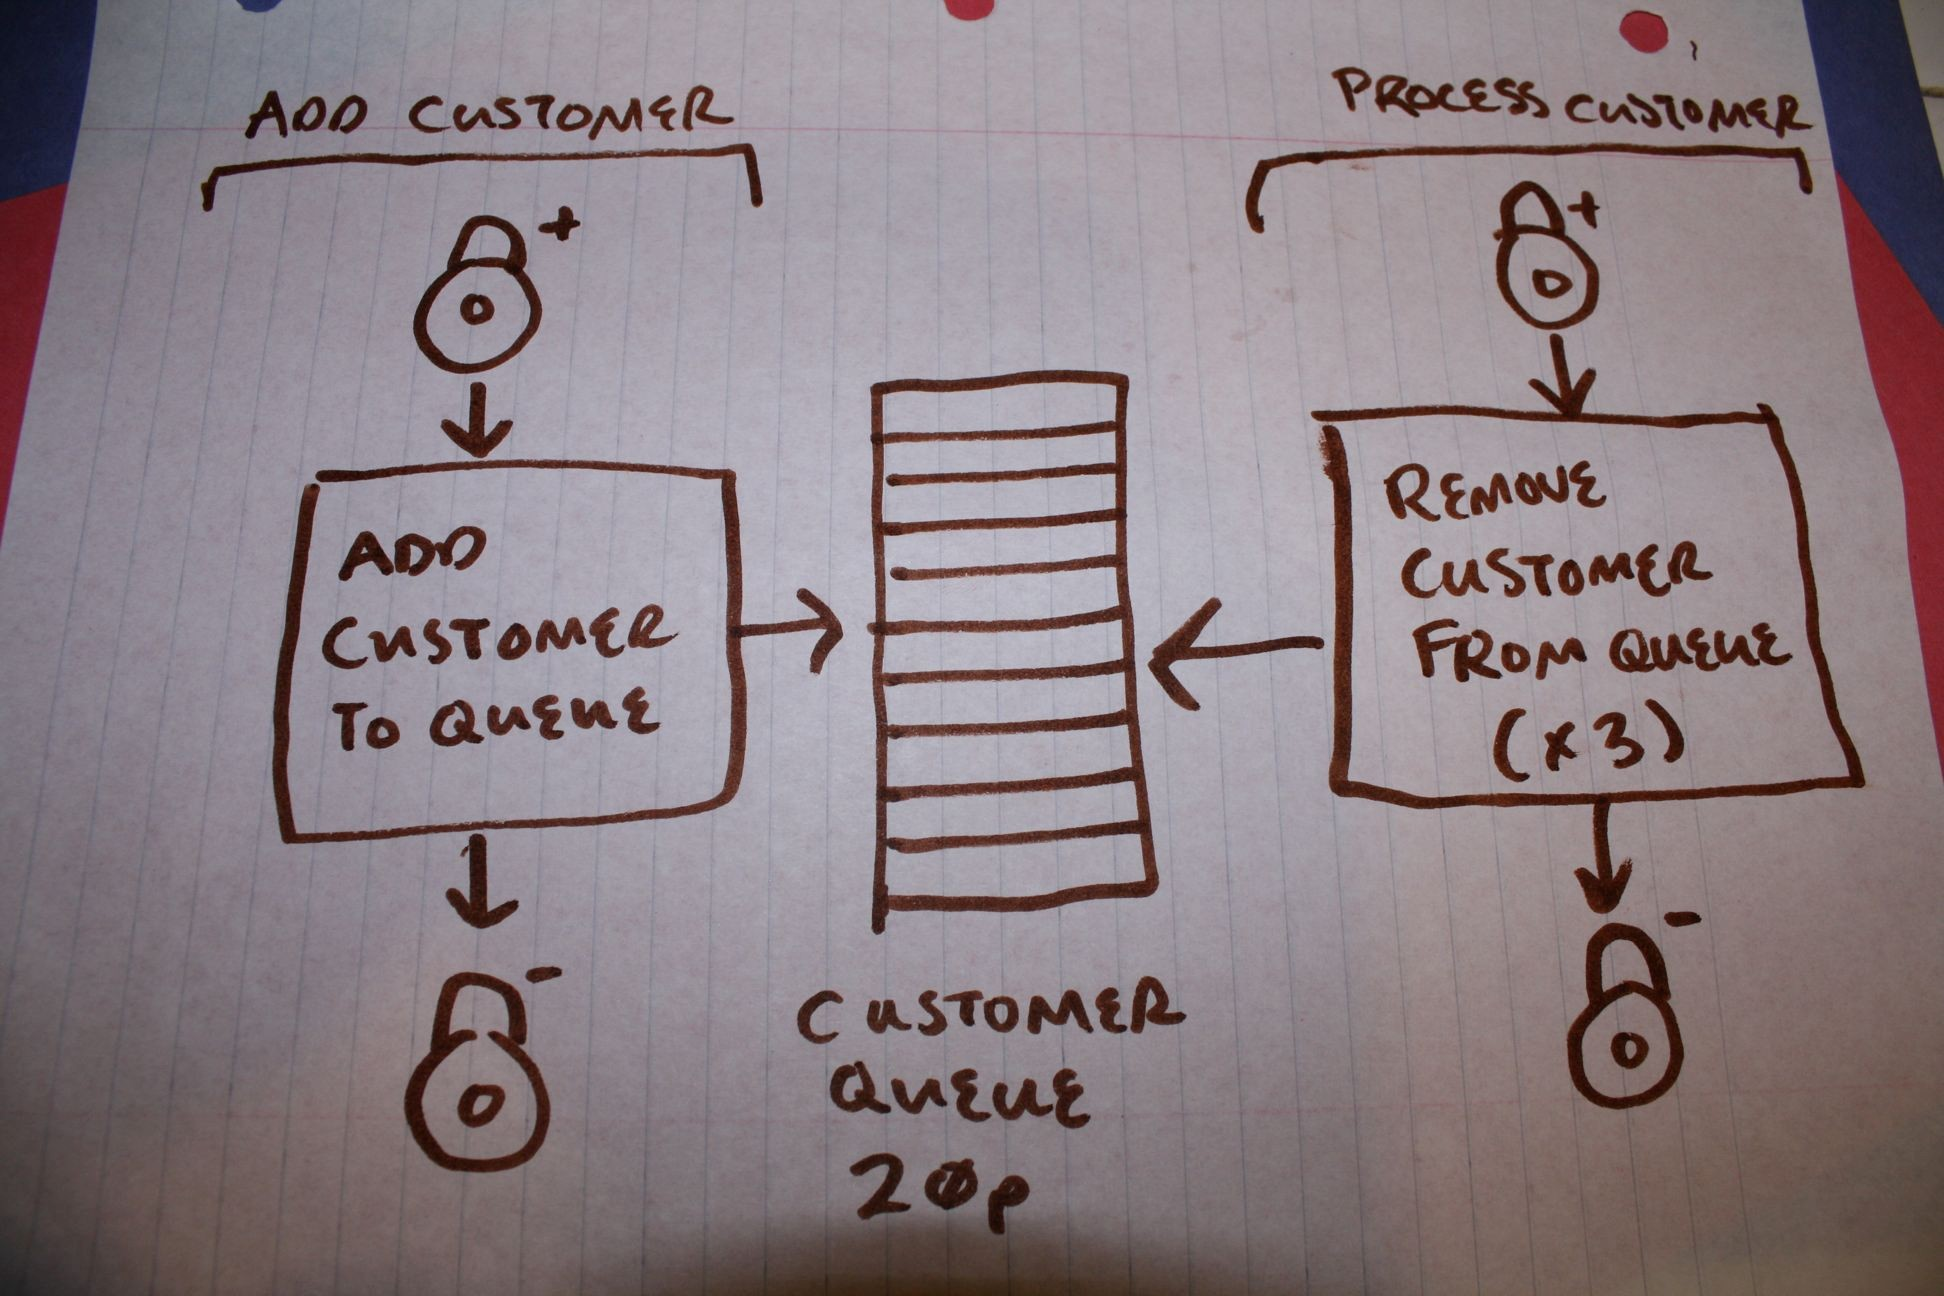 ADD CUSTOMER
+
ADD
CUSTOMER
TO QUEUE
-
CUSTOMER
QUEUE
20p
PROCESS CUSTOMER
+
REMOVE
CUSTOMER
FROM QUEUE
(x3)
-